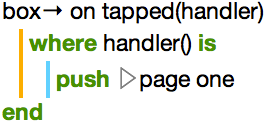 box→ on tapped(handler)
where handler() is
push ▷page one
end